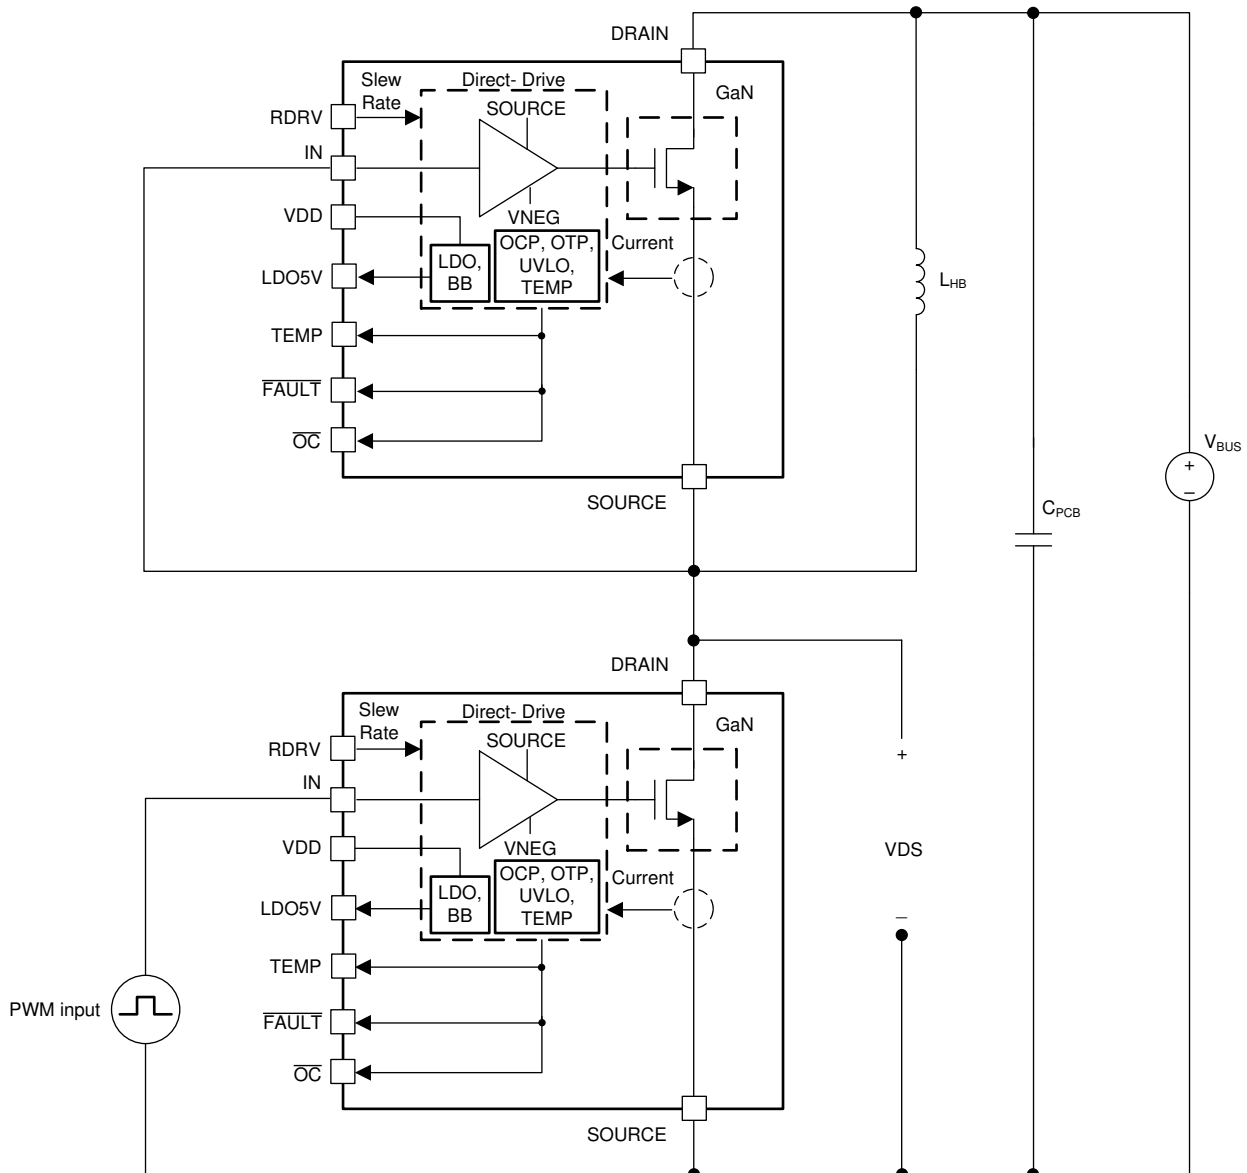 DRAIN
Slew
Rate
Direct- Drive
SOURCE
GaN
RDRV
IN
VDD
VNEG
LDO,
BB
OCP, OTP,
UVLO,
TEMP
Current
LDO5V
TEMP
FAULT
OC
SOURCE
LHB
CPCB
VBUS
+
–
DRAIN
Slew
Rate
Direct- Drive
SOURCE
GaN
RDRV
IN
VDD
VNEG
LDO,
BB
OCP, OTP,
UVLO,
TEMP
Current
LDO5V
TEMP
FAULT
OC
SOURCE
+
VDS
–
PWM input